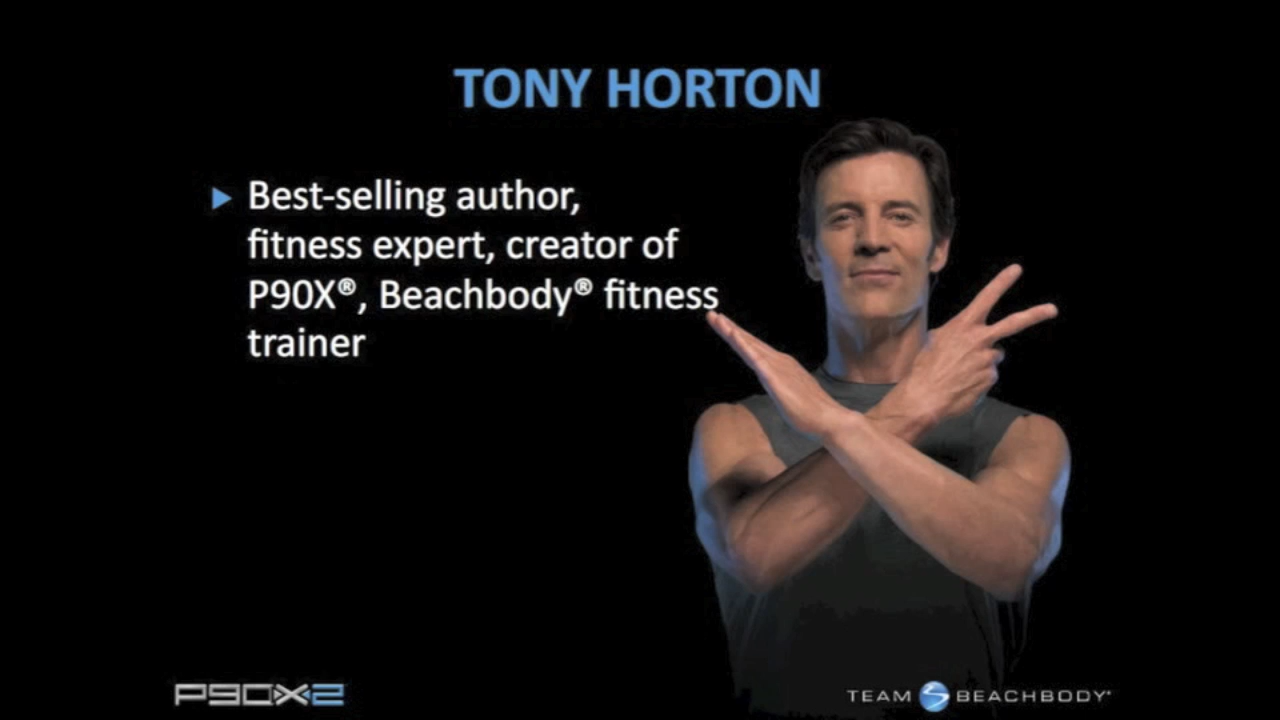 TONY HORTON
Best-selling author,
fitness expert, creator of
P90X®, Beachbody® fitness
trainer
P90X2
TEAM BEACHBODY®